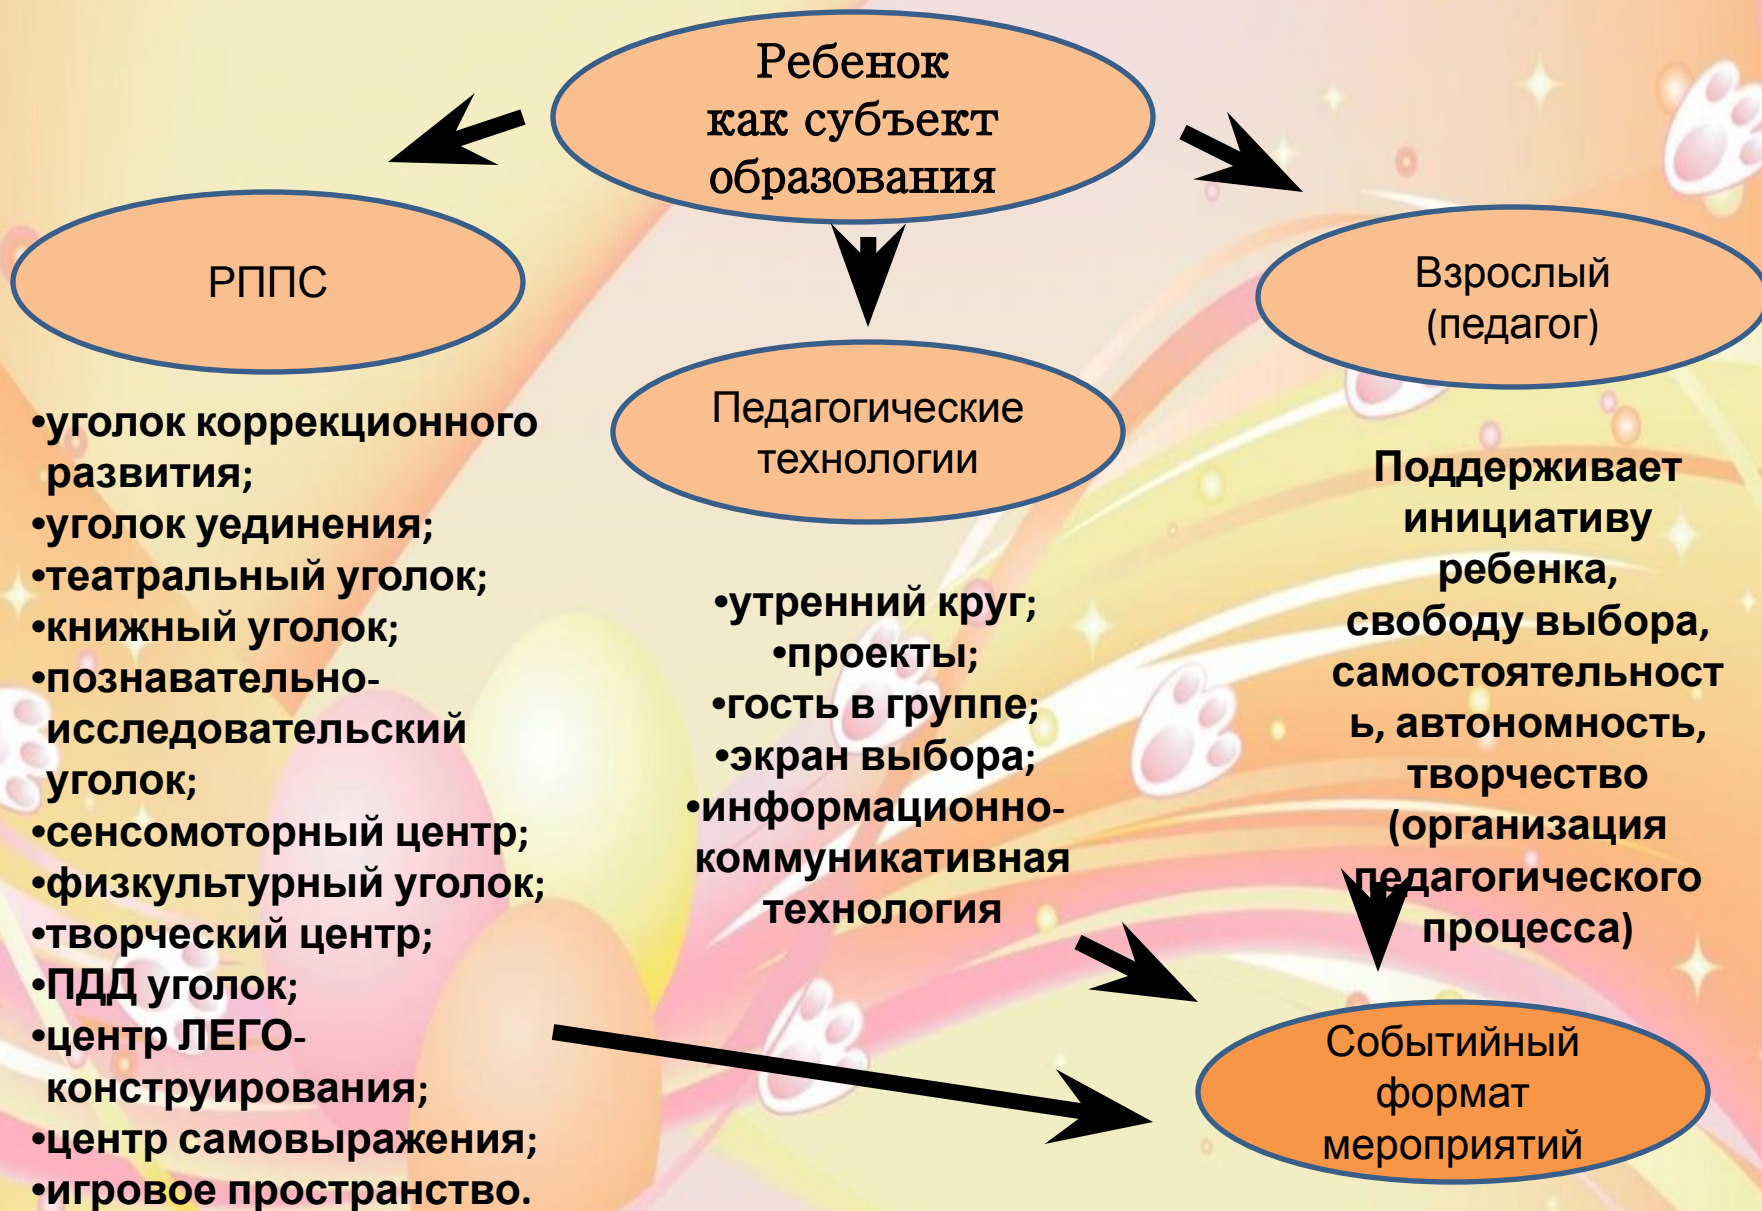 Ребенок
как субъект
образования
РППС
•уголок коррекционного
развития;
•уголок уединения;
•театральный уголок;
•книжный уголок;
•познавательно-
исследовательский
уголок;
•сенсомоторный центр;
•физкультурный уголок;
•творческий центр;
•ПДД уголок;
•центр ЛЕГО-
конструирования;
•центр самовыражения;
•игровое пространство.
Педагогические
технологии
•утренний круг;
•проекты;
•гость в группе;
•экран выбора;
•информационно-
коммуникативная
технология
Взрослый
(педагог)
Поддерживает
инициативу
ребенка,
свободу выбора,
самостоятельност
ь, автономность,
творчество
(организация
педагогического
процесса)
Событийный
формат
мероприятий